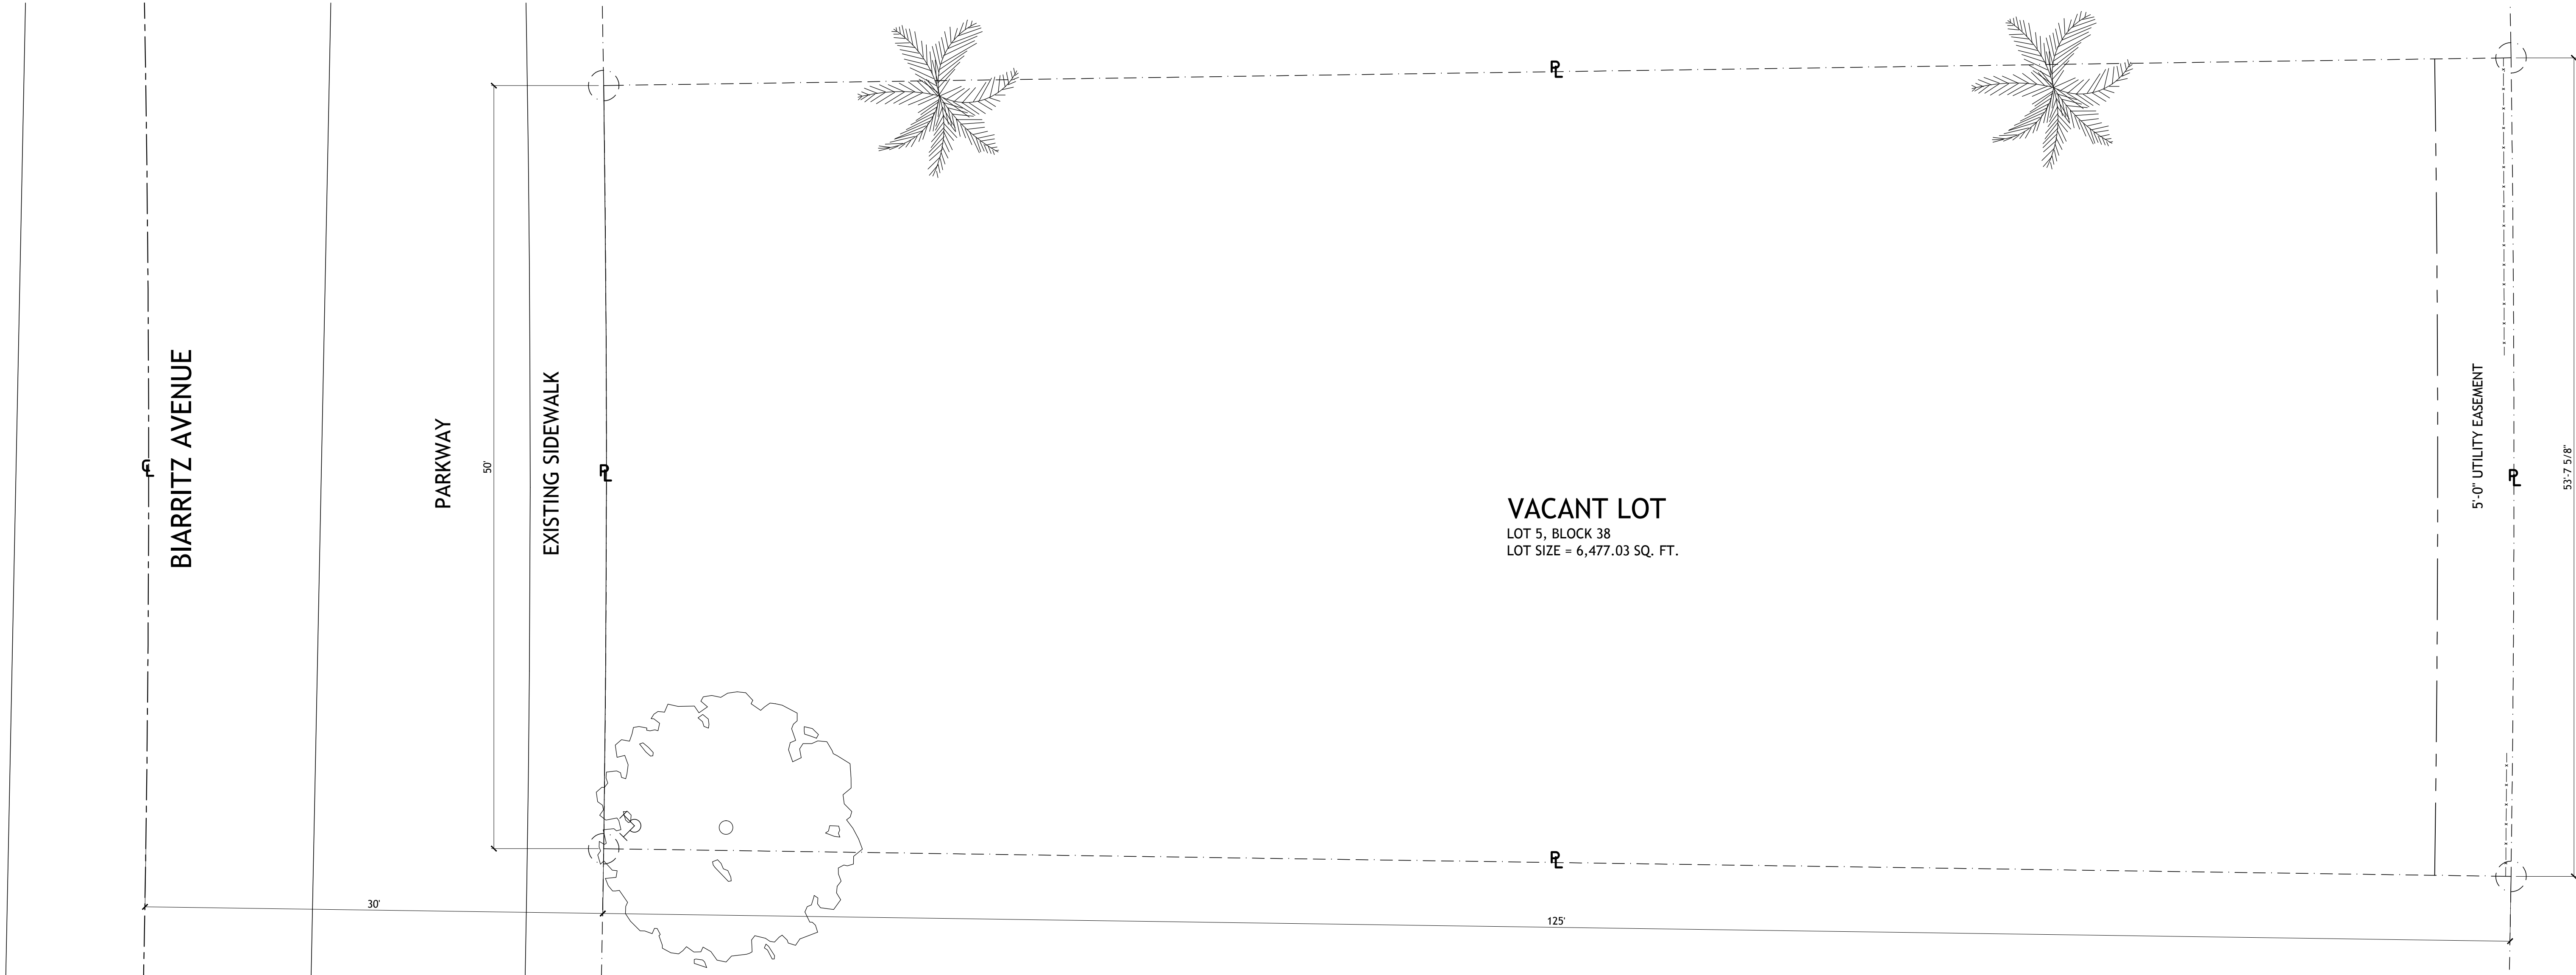 PL
PL
BIARRITZ AVENUE
PARKWAY
50'
EXISTING SIDEWALK
CL
PL
VACANT LOT
LOT 5, BLOCK 38
LOT SIZE = 6,477.03 SQ. FT.
5'-0" UTILITY EASEMENT
53'-7 5/8"
PL
30'
125'